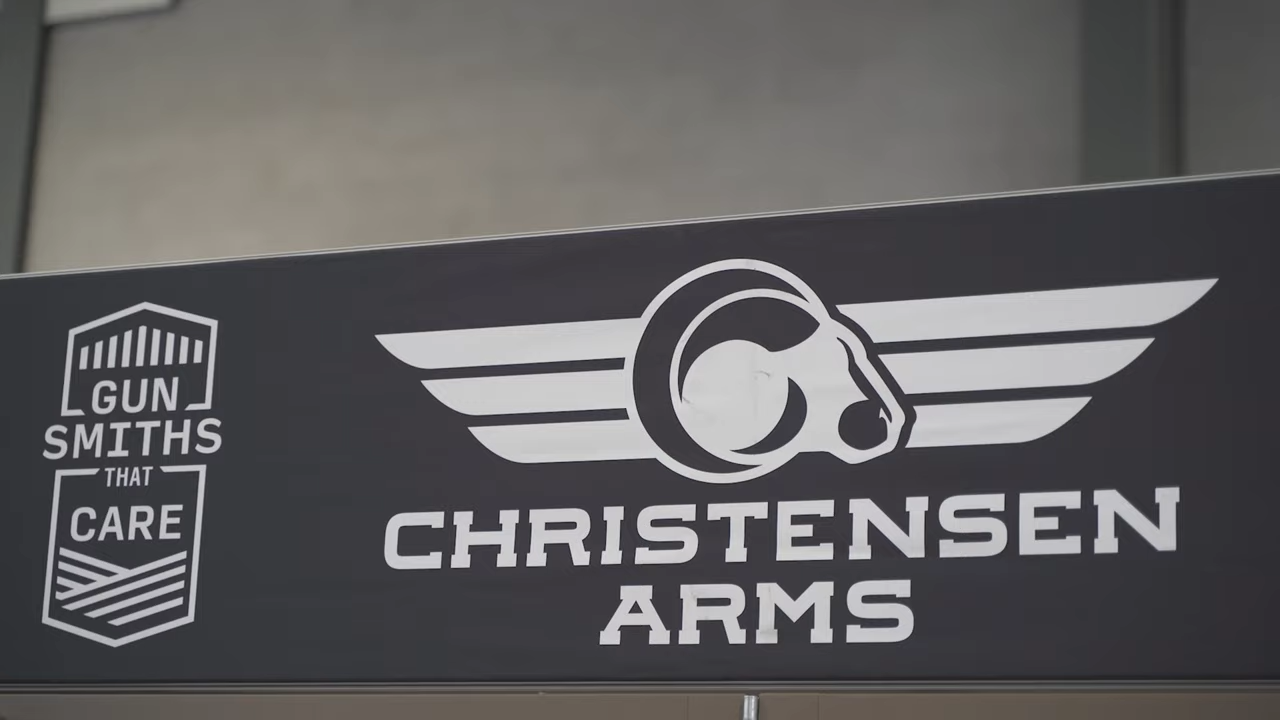 GUN
SMITHS
THAT
CARE
CHRISTENSEN
ARMS